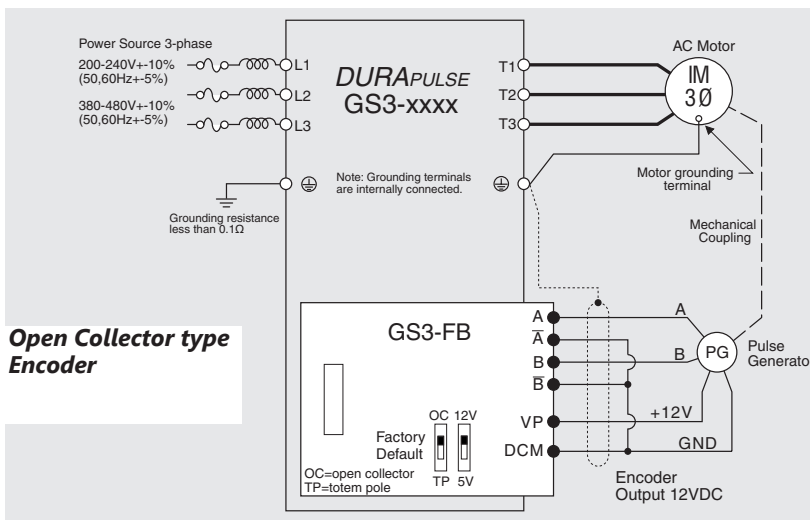 Power Source 3-phase
200-240V+-10%
(50,60Hz+-5%)
380-480V+-10%
(50,60Hz+-5%)
L1
L2
L3
DURAPULSE
GS3-xxxx
T1
T2
T3
AC Motor
IM
3Ø
Note: Grounding terminals
are internally connected.
Grounding resistance
less than 0.1Ω
Motor grounding
terminal
Mechanical
Coupling
Open Collector type
Encoder
GS3-FB
A
A̅
B
B̅
VP
DCM
A
B
+12V
GND
PG
Pulse
Generato
OC 12V
Factory
Default
TP 5V
OC=open collector
TP=totem pole
Encoder
Output 12VDC